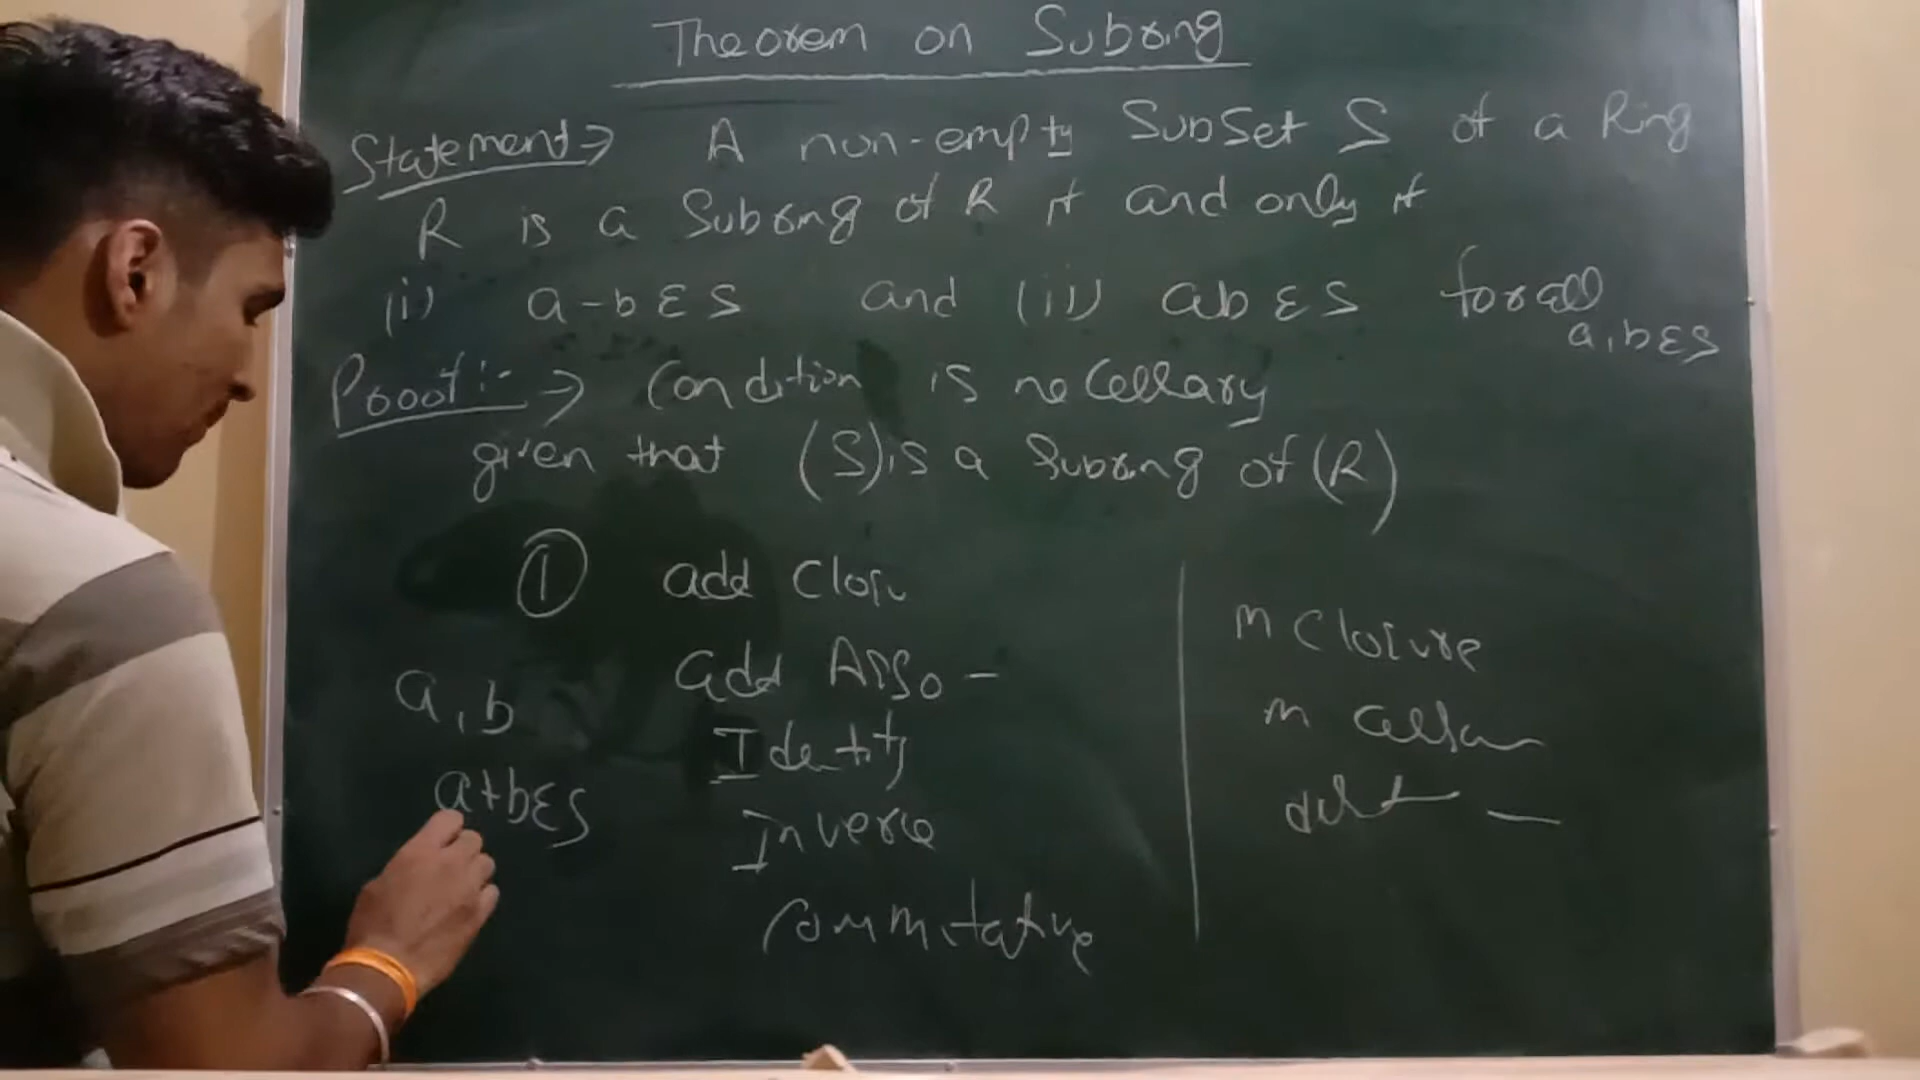 Theorem on Subring
Statement → A non-empty Subset S of a Ring
R is a Subring of R if and only if
(i) a-b ε S and (ii) ab ε S for all
a,b ε S
Proof :- → Condition is necessary
given that (S) is a Subring of (R)
① add Closu
add Asso -
a, b
Identity
a+b ε S
Inverse
Commutative
m Closure
m